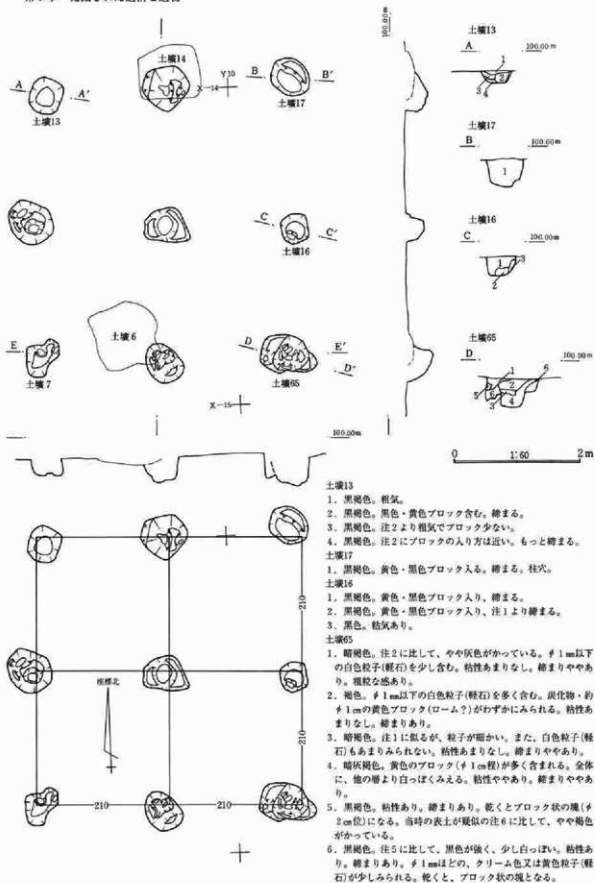 土壙14
A
A'
土壙13
X-14
Y30
B
B'
土壙17
C
C'
土壙16
E
土壙7
土壙6
D
E'
D'
土壙65
X-15
100.00m
100.00m
土壙13
A
100.00m
1
2
3
4
土壙17
B
100.00m
1
土壙16
C
100.00m
1
3
2
土壙65
D
100.00m
1
6
2
5
3
4
0
1:60
2m
座標北
210
210
210
210
土壙13
1. 黒褐色。粗気。
2. 黒褐色。黒色・黄色ブロック含む。締まる。
3. 黒褐色。注2より粗気でブロック少ない。
4. 黒褐色。注2にブロックの入り方は近い。もっと締まる。
土壙17
1. 黒褐色。黄色・黒色ブロック入る。締まる。柱穴。
土壙16
1. 黒褐色。黄色・黒色ブロック入り、締まる。
2. 黒褐色。黄色・黒色ブロック入り、注1より締まる。
3. 黒色。粘気あり。
土壙65
1. 暗褐色。注2に比して、やや灰色がかっている。φ1mm以下
の白色粒子(軽石)を少し含む。粘性あまりなし。締まりややあ
り。粗粒な感あり。
2. 褐色。φ1mm以下の白色粒子(軽石)を多く含む。炭化物・約
φ1cmの黄色ブロック(ローム?)がわずかにみられる。粘性あ
まりなし。締まりあり。
3. 暗褐色。注1に似るが、粒子が細かい。また、白色粒子(軽
石)もあまりみられない。粘性あまりなし。締まりややあり。
4. 暗灰褐色。黄色のブロック(φ1cm程)が多く含まれる。全体
に、他の層より白っぽくみえる。粘性ややあり。締まりややあ
り。
5. 黒褐色。粘性あり。締まりあり。乾くとブロック状の塊(φ
2cm位)になる。当時の表土が疑似の注6に比して、やや褐色
がかっている。
6. 黒褐色。注5に比して、黒色が強く、少し白っぽい。粘性あ
り。締まりあり。φ1mmほどの、クリーム色又は黄色粒子(軽
石)が少しみられる。乾くと、ブロック状の塊となる。